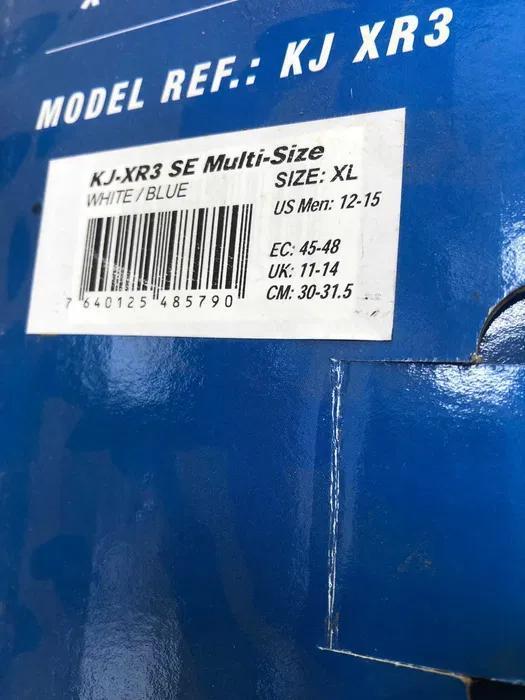 X
MODEL REF.: KJ XR3
KJ-XR3 SE Multi-Size
WHITE / BLUE
SIZE: XL
US Men: 12-15
EC: 45-48
UK: 11-14
CM: 30-31.5
7 640125 485790